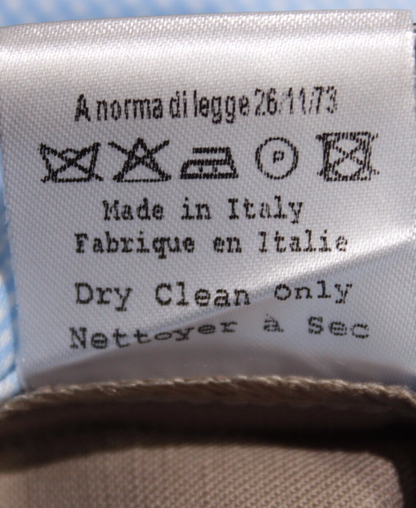 A norma di legge 26/11/73
P
Made in Italy
Fabrique en Italie
Dry Clean only
Nettoyer à Sec